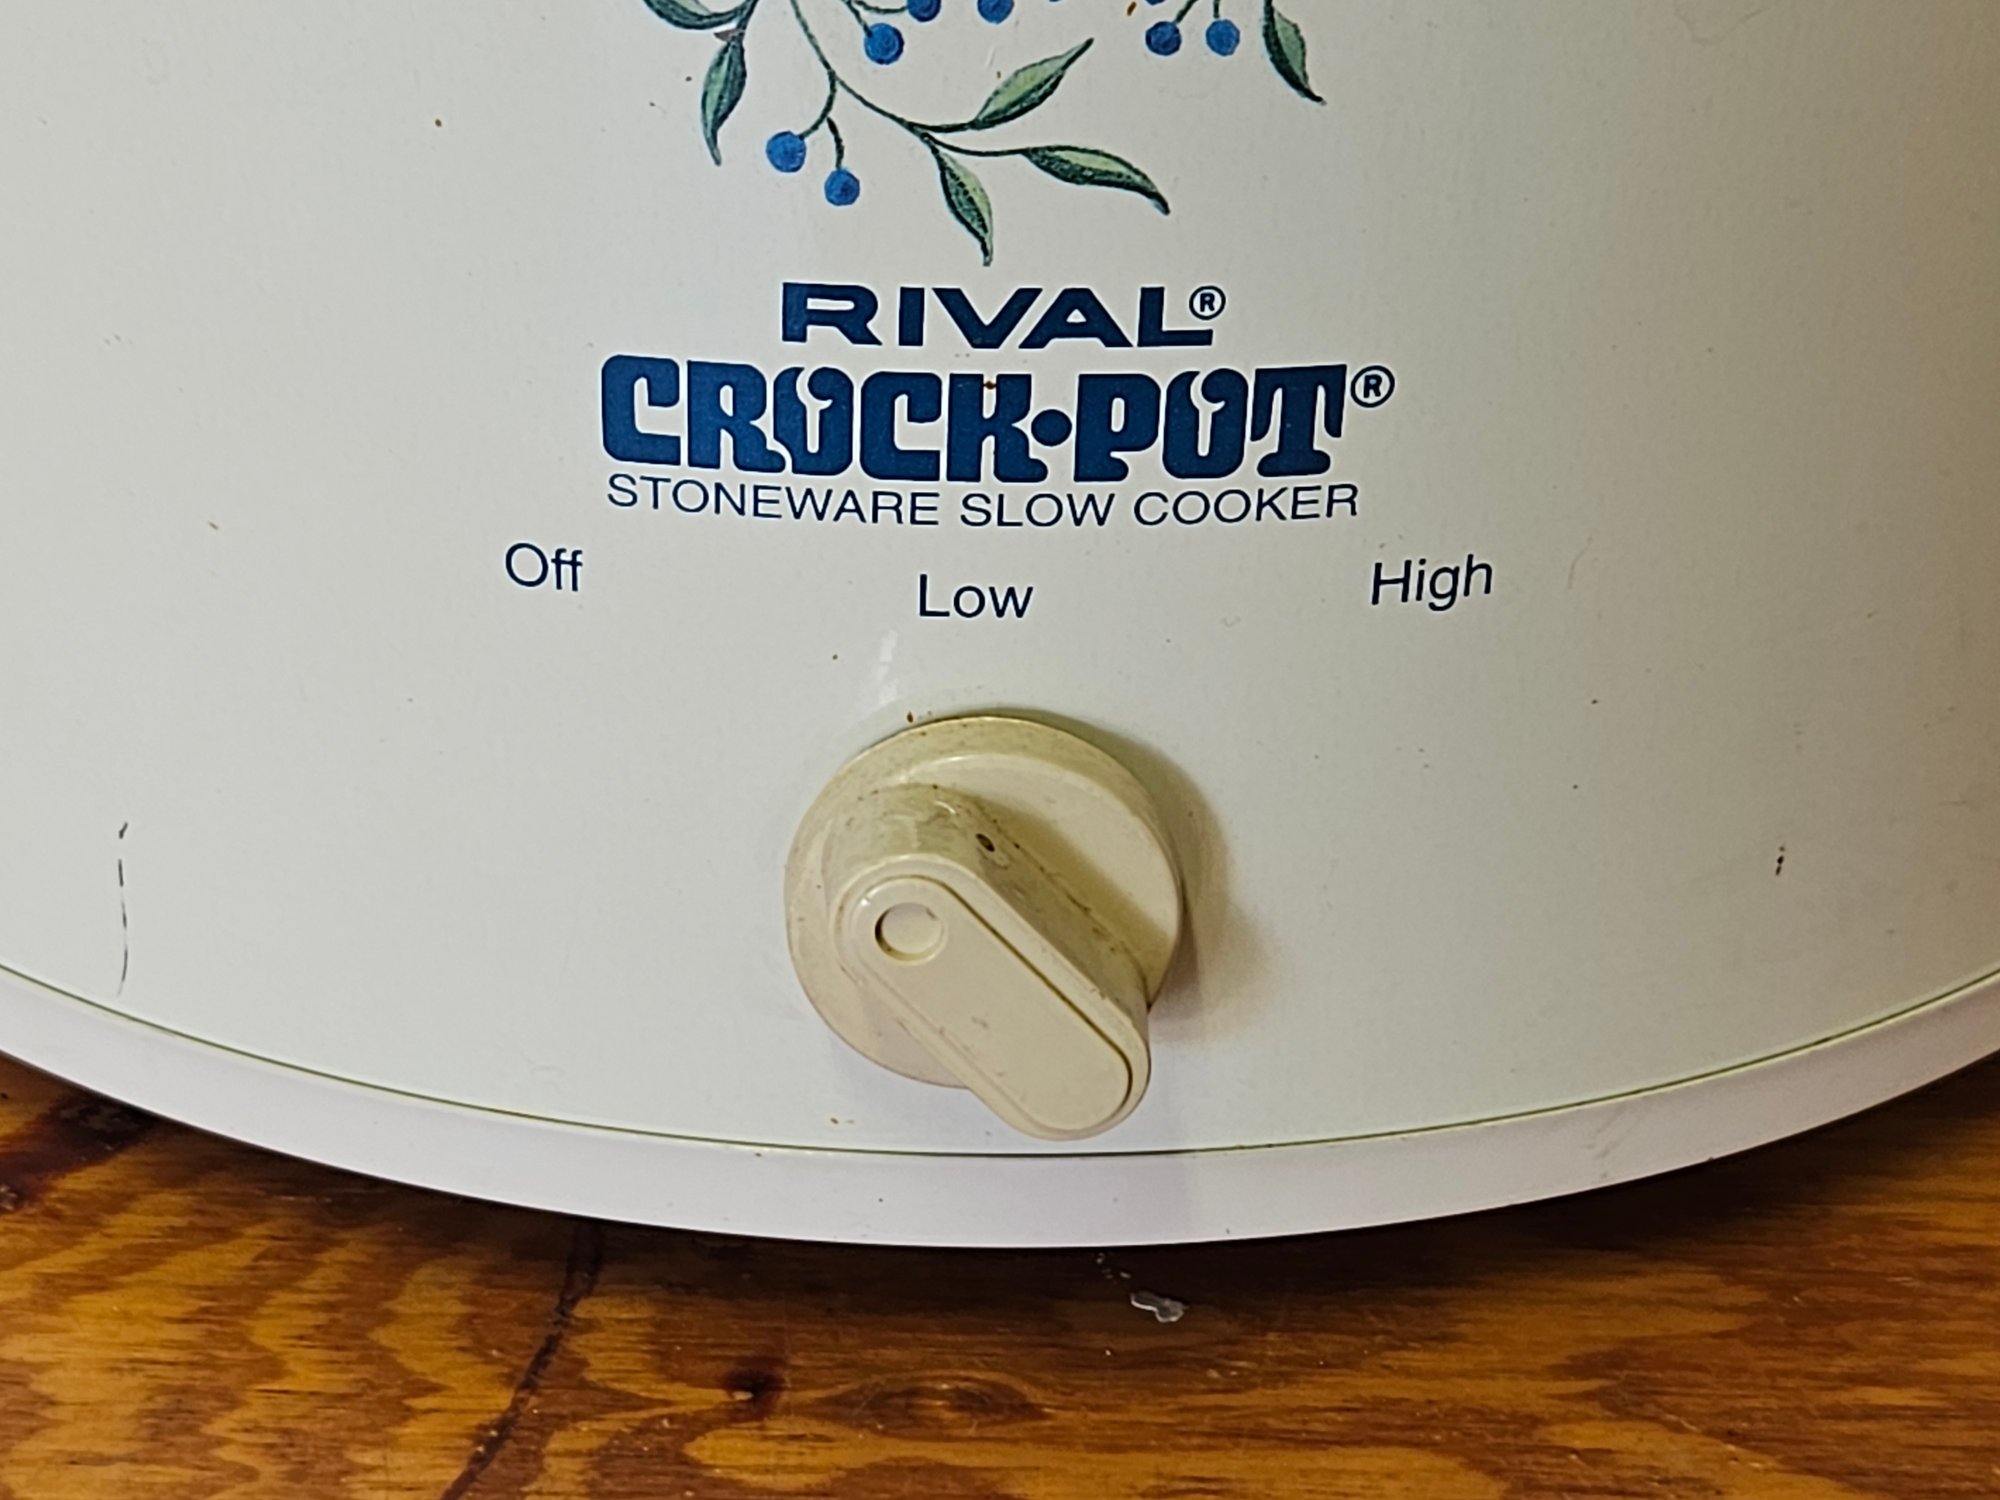 RIVAL®
CROCK•POT®
STONEWARE SLOW COOKER
Off Low High